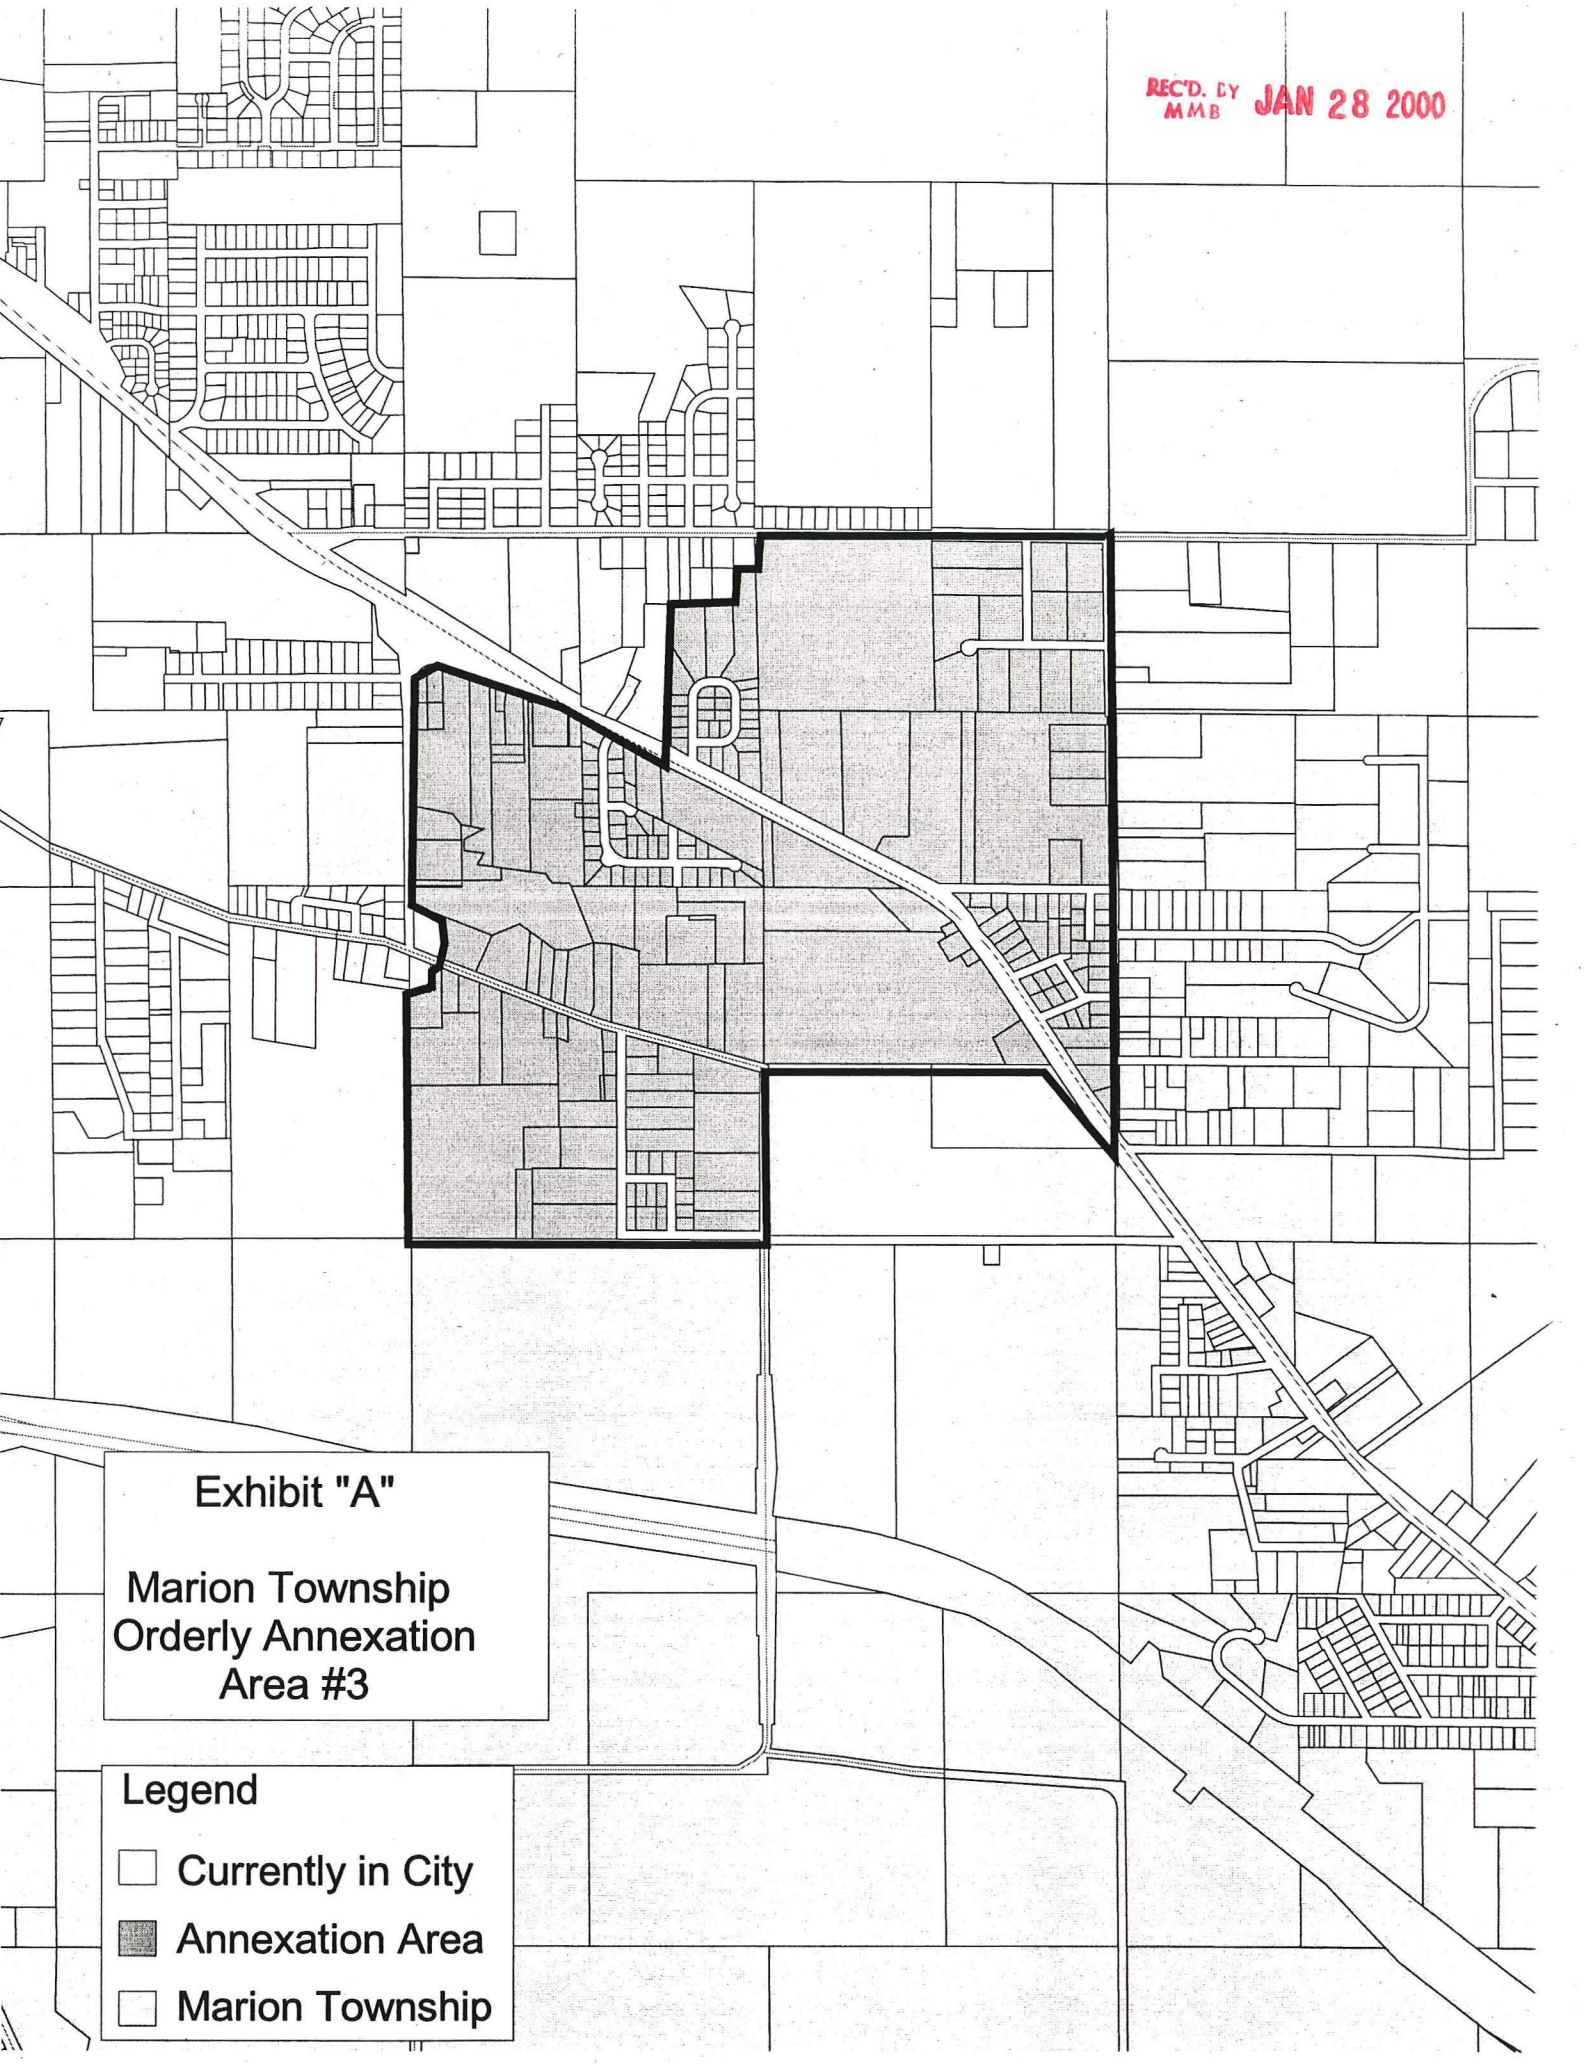 REC'D. BY
MMB JAN 28 2000
Exhibit "A"
Marion Township
Orderly Annexation
Area #3
Legend
Currently in City
Annexation Area
Marion Township